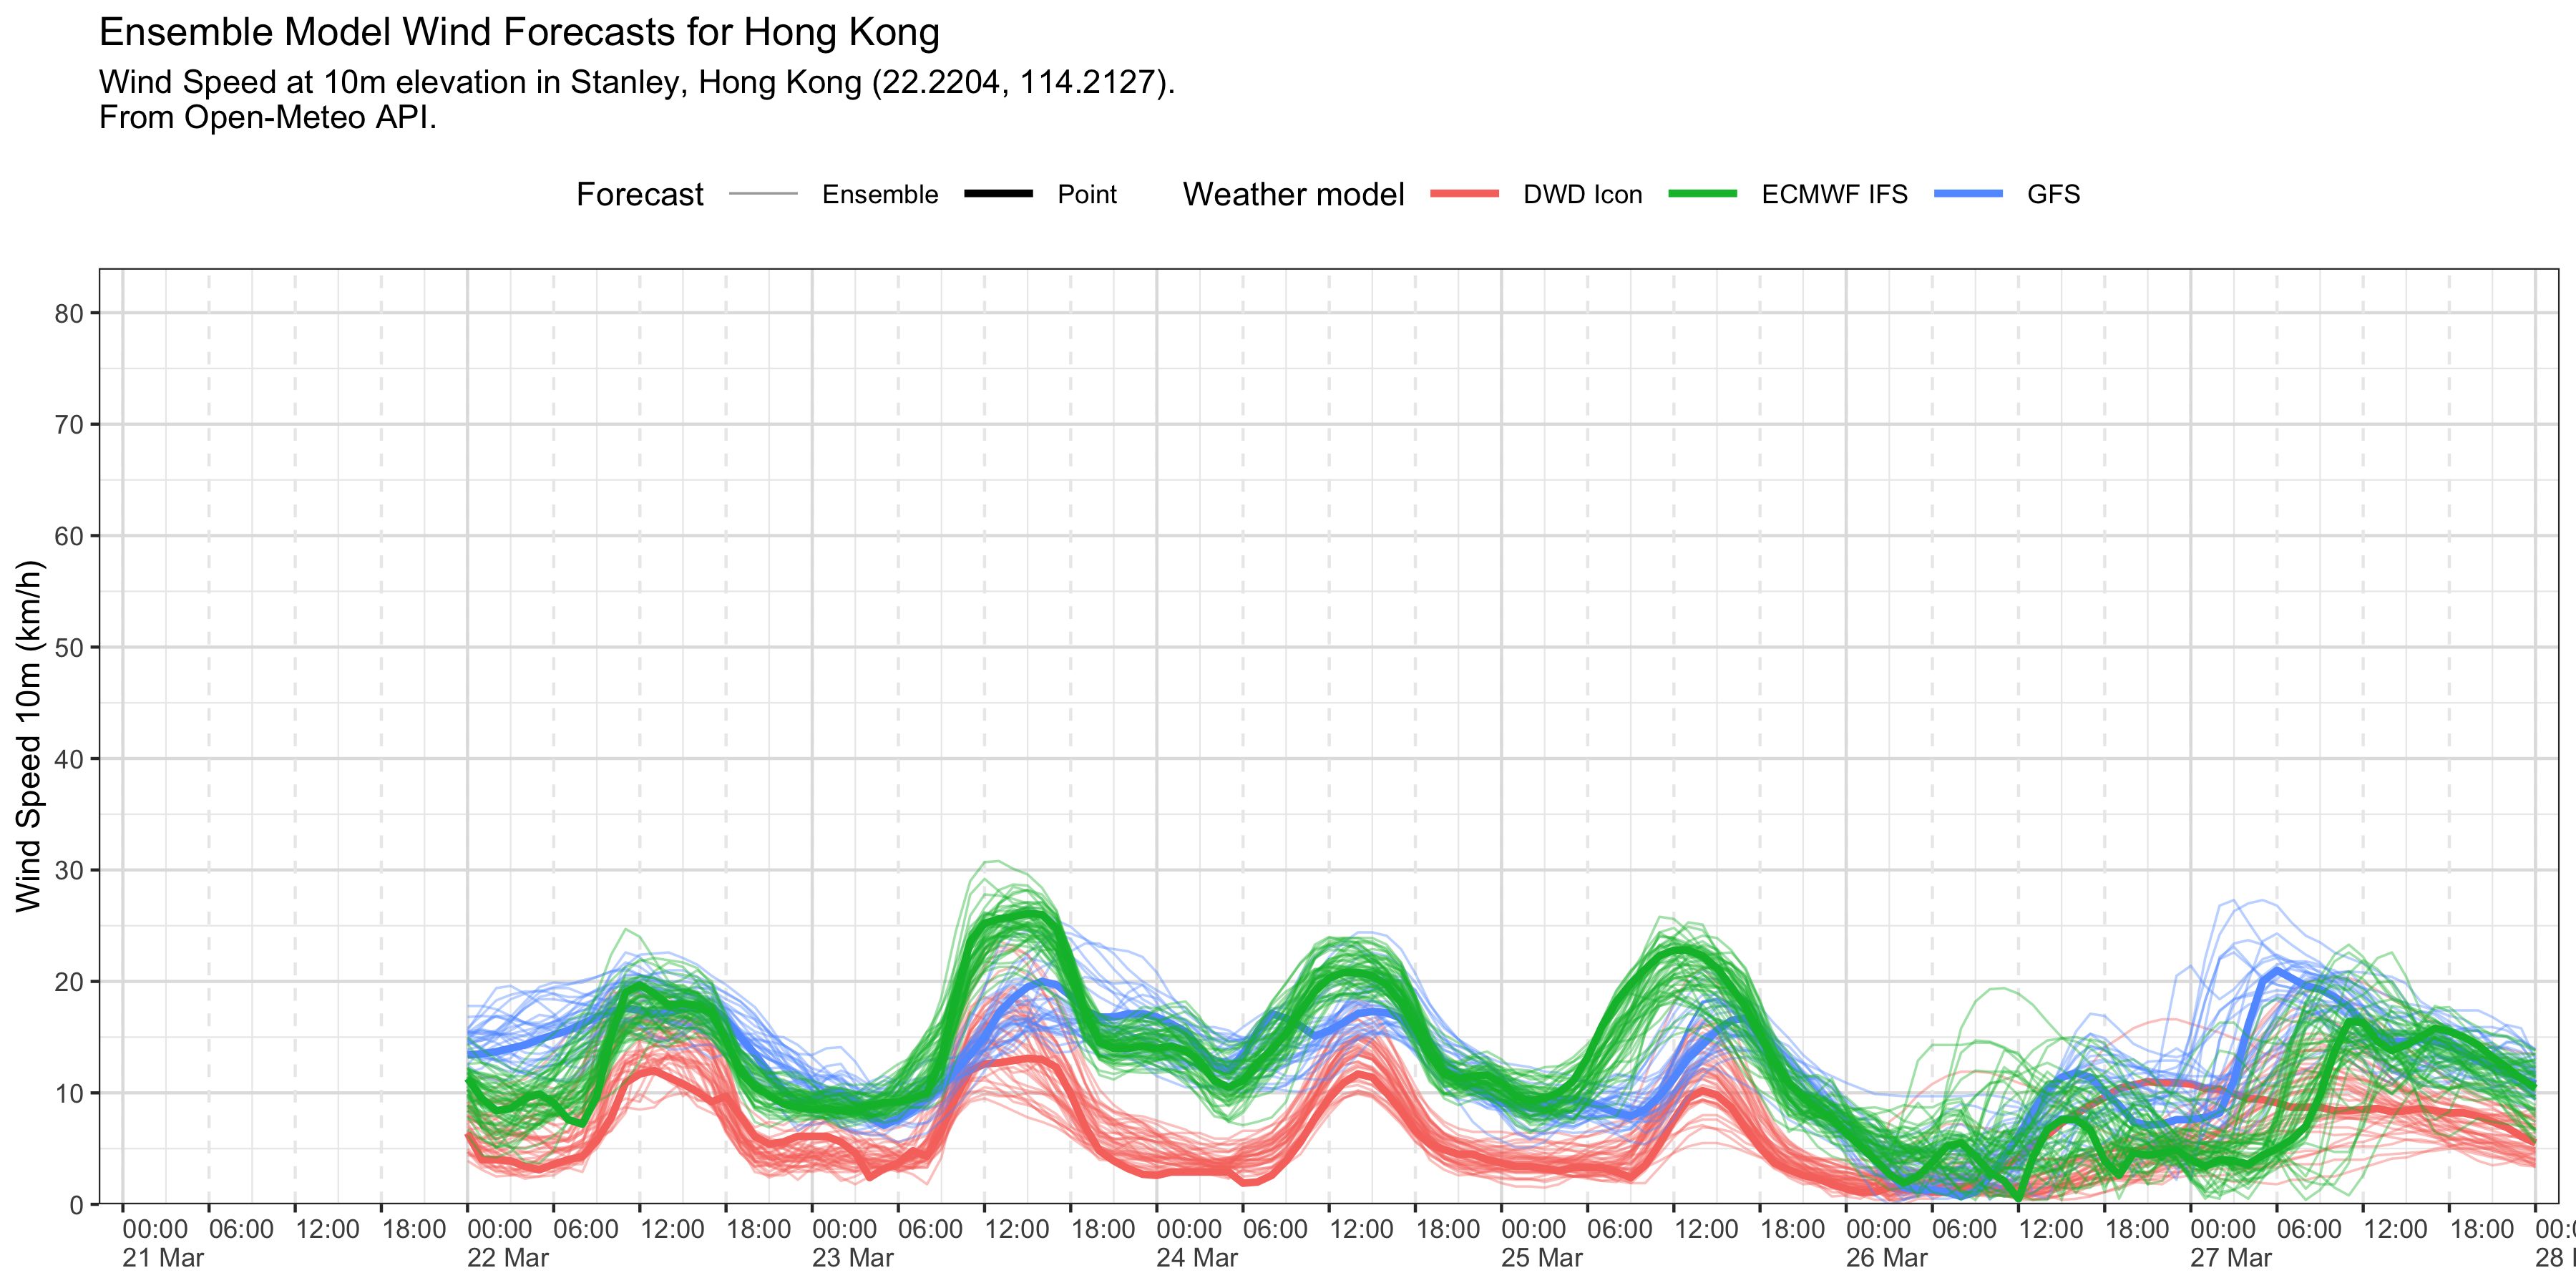 Ensemble Model Wind Forecasts for Hong Kong
Wind Speed at 10m elevation in Stanley, Hong Kong (22.2204, 114.2127).
From Open-Meteo API.
Forecast Ensemble Point Weather model DWD Icon ECMWF IFS GFS
Wind Speed 10m (km/h)
80
70
60
50
40
30
20
10
0
00:00 06:00 12:00 18:00 00:00 06:00 12:00 18:00 00:00 06:00 12:00 18:00 00:00 06:00 12:00 18:00 00:00 06:00 12:00 18:00 00:00 06:00 12:00 18:00 00:00 06:00 12:00 18:00
21 Mar 22 Mar 23 Mar 24 Mar 25 Mar 26 Mar 27 Mar 28